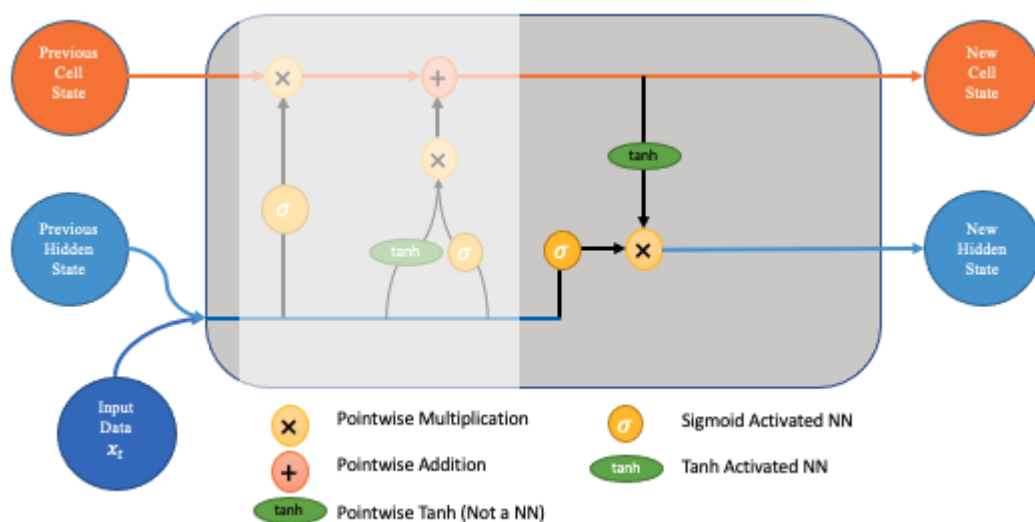 Previous
Cell
State
×
+
New
Cell
State
×
tanh
σ
Previous
Hidden
State
tanh
σ
σ
×
New
Hidden
State
Input
Data
xₜ
× Pointwise Multiplication
σ Sigmoid Activated NN
+ Pointwise Addition
tanh Tanh Activated NN
tanh Pointwise Tanh (Not a NN)